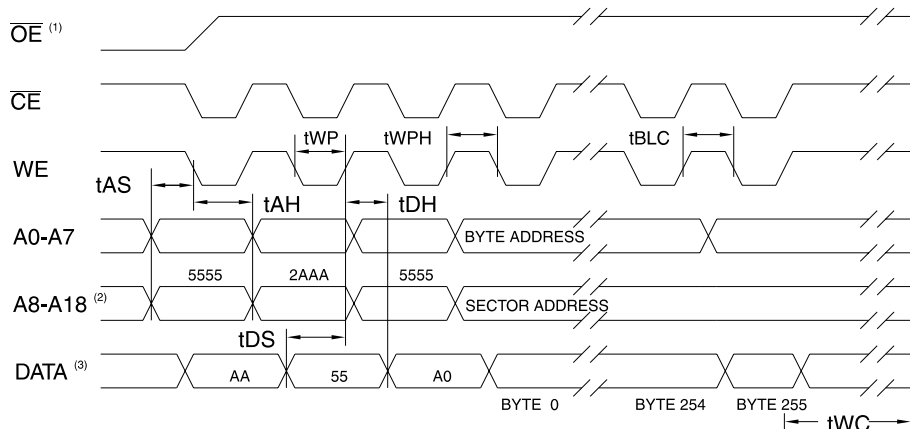 OE (1)
CE
tWP tWPH tBLC
WE
tAS
tAH tDH
A0-A7 BYTE ADDRESS
5555 2AAA 5555
A8-A18 (2) SECTOR ADDRESS
tDS
DATA (3) AA 55 A0
BYTE 0 BYTE 254 BYTE 255
tWC